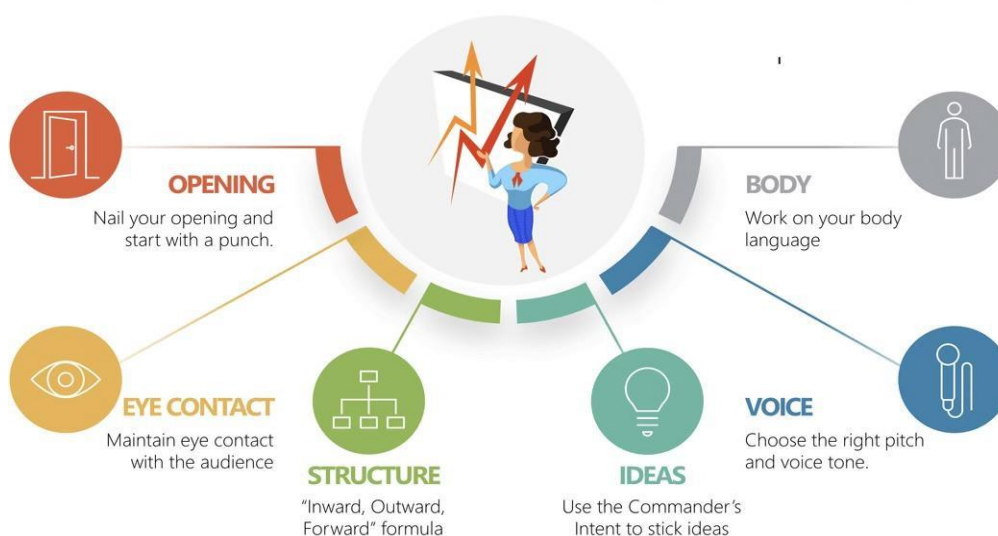 OPENING
Nail your opening and
start with a punch.
EYE CONTACT
Maintain eye contact
with the audience
STRUCTURE
“Inward, Outward,
Forward” formula
IDEAS
Use the Commander’s
Intent to stick ideas
VOICE
Choose the right pitch
and voice tone.
BODY
Work on your body
language